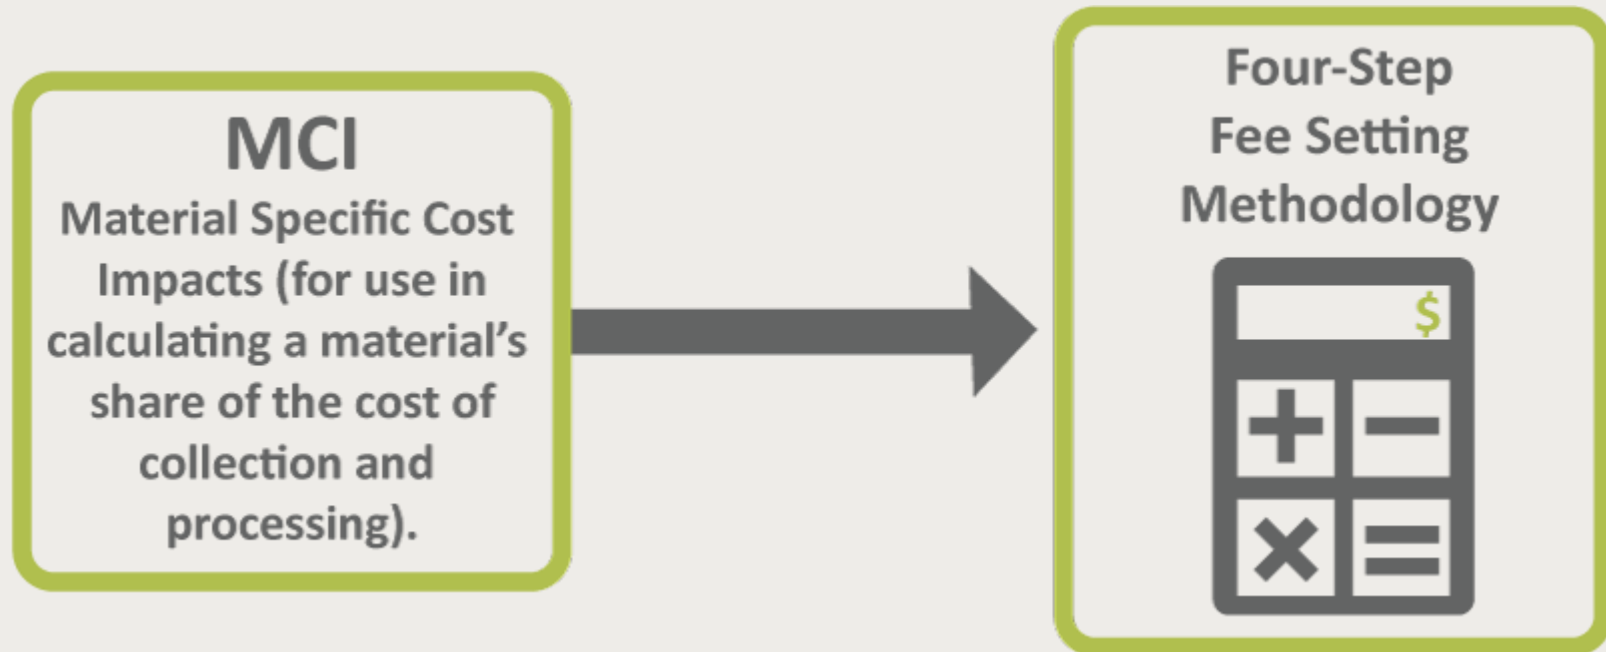 MCI
Material Specific Cost
Impacts (for use in
calculating a material’s
share of the cost of
collection and
processing).
Four-Step
Fee Setting
Methodology
$
+ −
× =